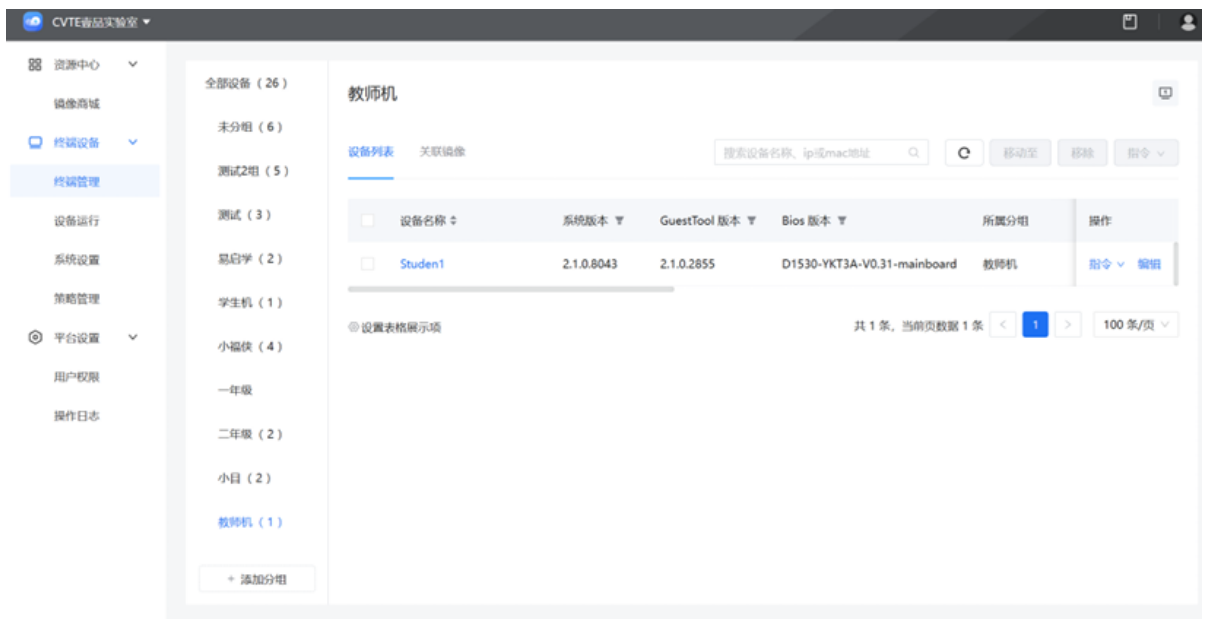 CVTE壹品实验室
资源中心
镜像商城
终端设备
终端管理
设备运行
系统设置
策略管理
平台设置
用户权限
操作日志
全部设备（26）
未分组（6）
测试2组（5）
测试（3）
易启学（2）
学生机（1）
小福侠（4）
一年级
二年级（2）
小目（2）
教师机（1）
+ 添加分组
教师机
设备列表 关联镜像
搜索设备名称、ip或mac地址 移动至 移除 指令
设备名称 系统版本 GuestTool 版本 Bios 版本 所属分组 操作
Studen1 2.1.0.8043 2.1.0.2855 D1530-YKT3A-V0.31-mainboard 教师机 指令 编辑
设置表格展示项 共 1 条，当前页数据 1 条 < 1 > 100 条/页